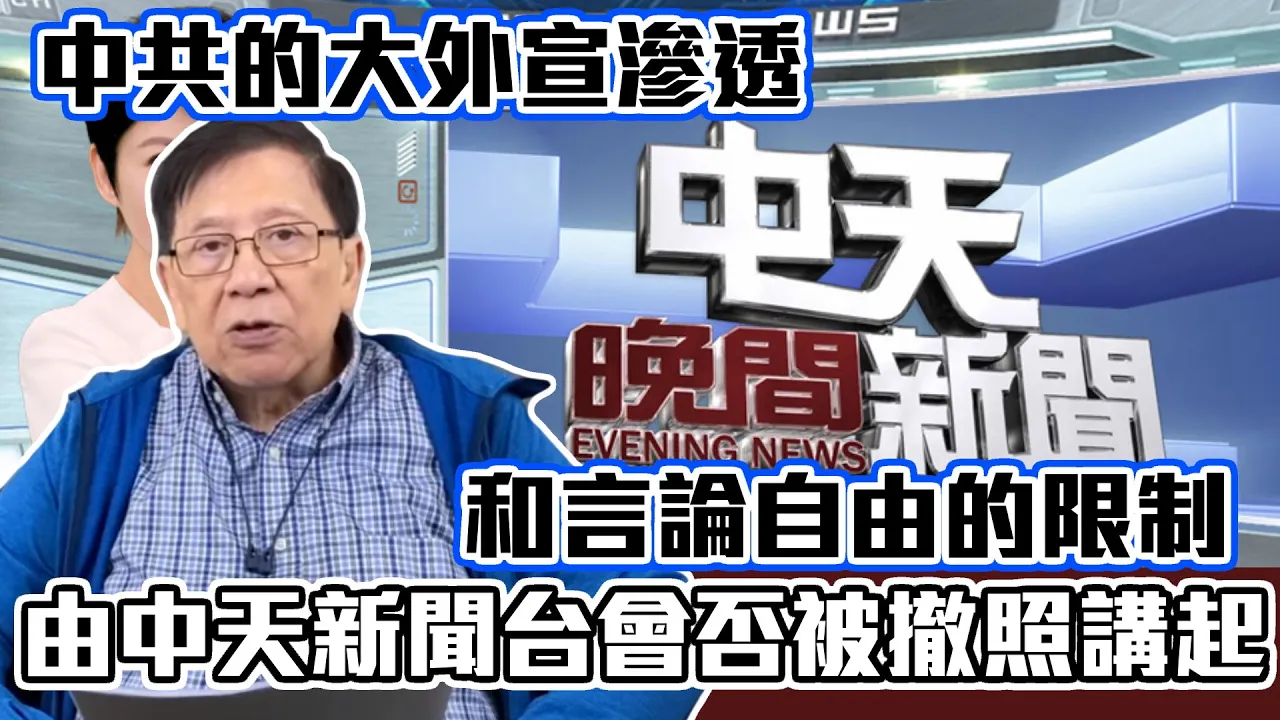 中共的大外宣滲透
NEWS
中天
晚間新聞
EVENING NEWS
和言論自由的限制
由中天新聞台會否被撤照講起